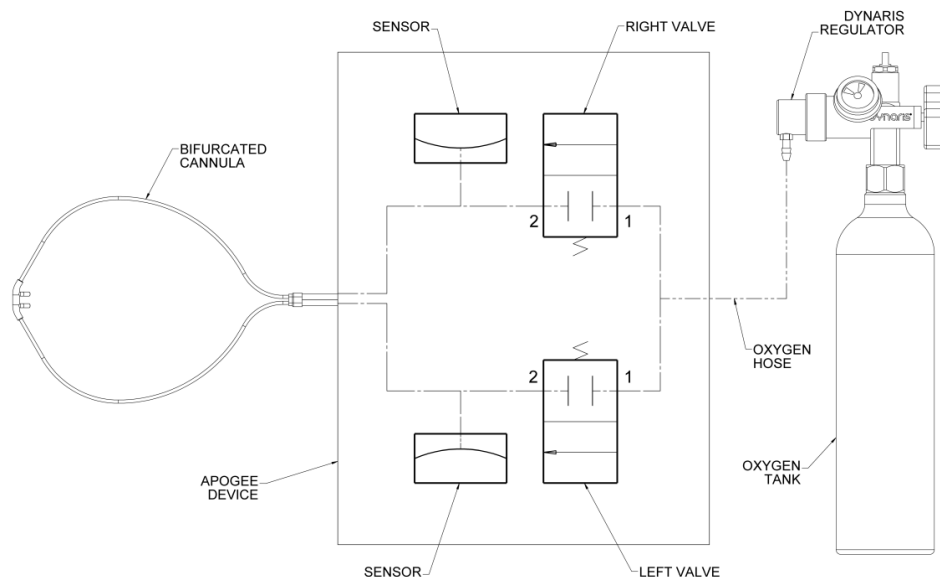 SENSOR
RIGHT VALVE
DYNARIS
REGULATOR
DYNARIS
BIFURCATED
CANNULA
2
1
OXYGEN
HOSE
2
1
APOGEE
DEVICE
OXYGEN
TANK
SENSOR
LEFT VALVE